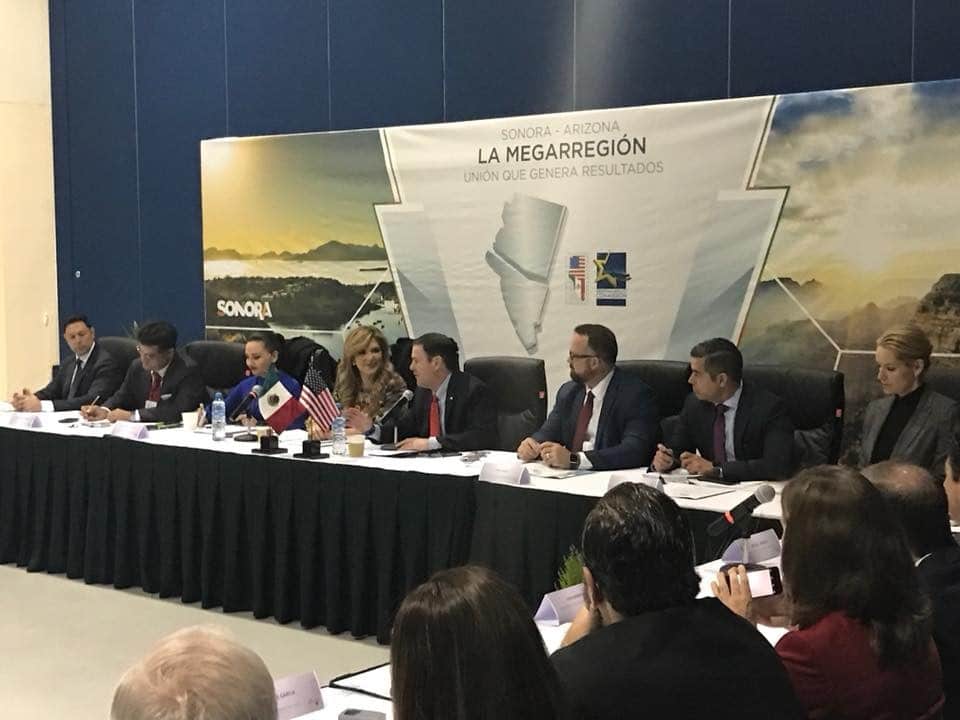 SONORA - ARIZONA
LA MEGARREGIÓN
UNIÓN QUE GENERA RESULTADOS
SONORA